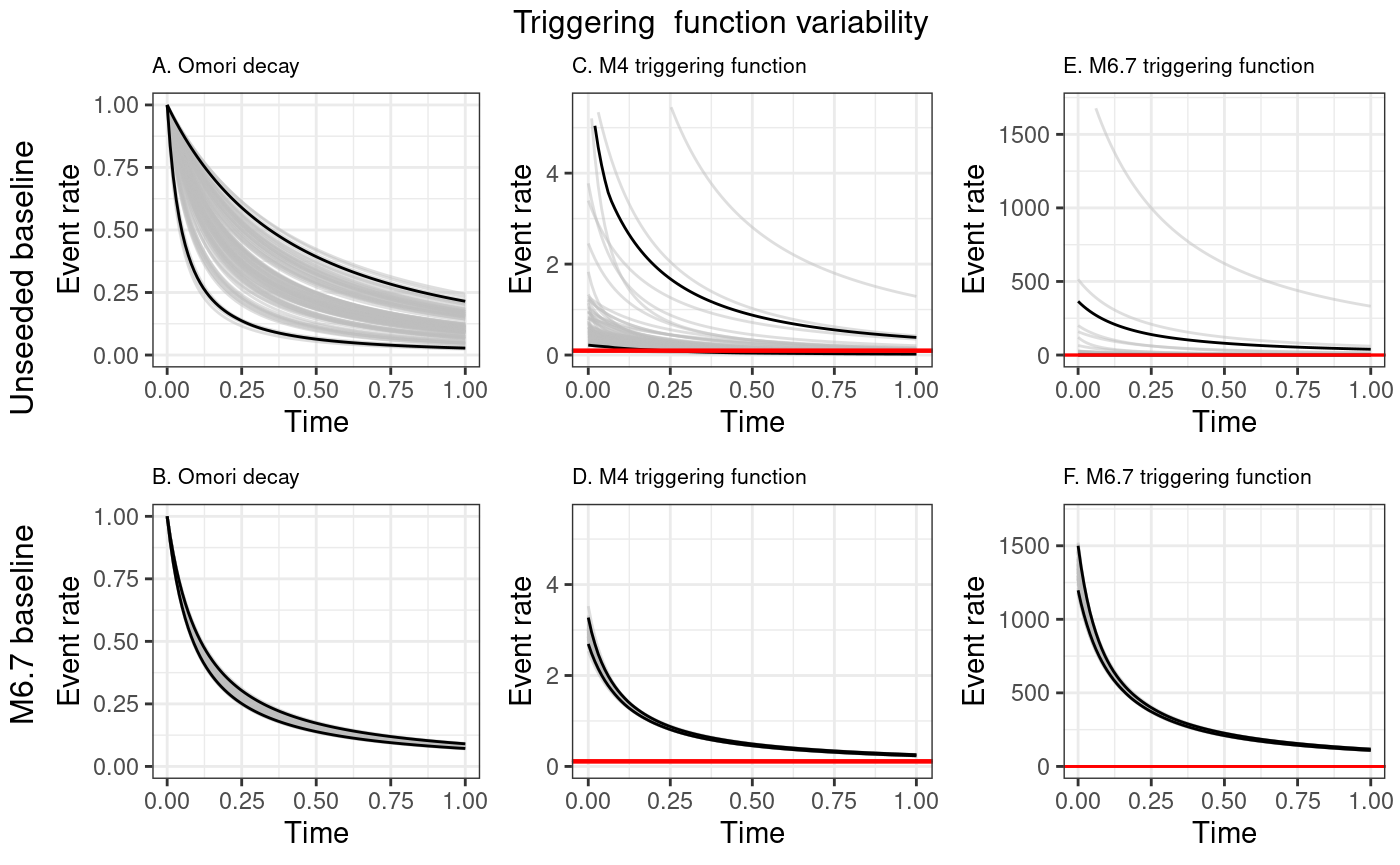 Triggering  function variability
Unseeded baseline
A. Omori decay
Event rate
1.00
0.75
0.50
0.25
0.00
0.00 0.25 0.50 0.75 1.00
Time
C. M4 triggering function
Event rate
4
2
0
0.00 0.25 0.50 0.75 1.00
Time
E. M6.7 triggering function
Event rate
1500
1000
500
0
0.00 0.25 0.50 0.75 1.00
Time
M6.7 baseline
B. Omori decay
Event rate
1.00
0.75
0.50
0.25
0.00
0.00 0.25 0.50 0.75 1.00
Time
D. M4 triggering function
Event rate
4
2
0
0.00 0.25 0.50 0.75 1.00
Time
F. M6.7 triggering function
Event rate
1500
1000
500
0
0.00 0.25 0.50 0.75 1.00
Time